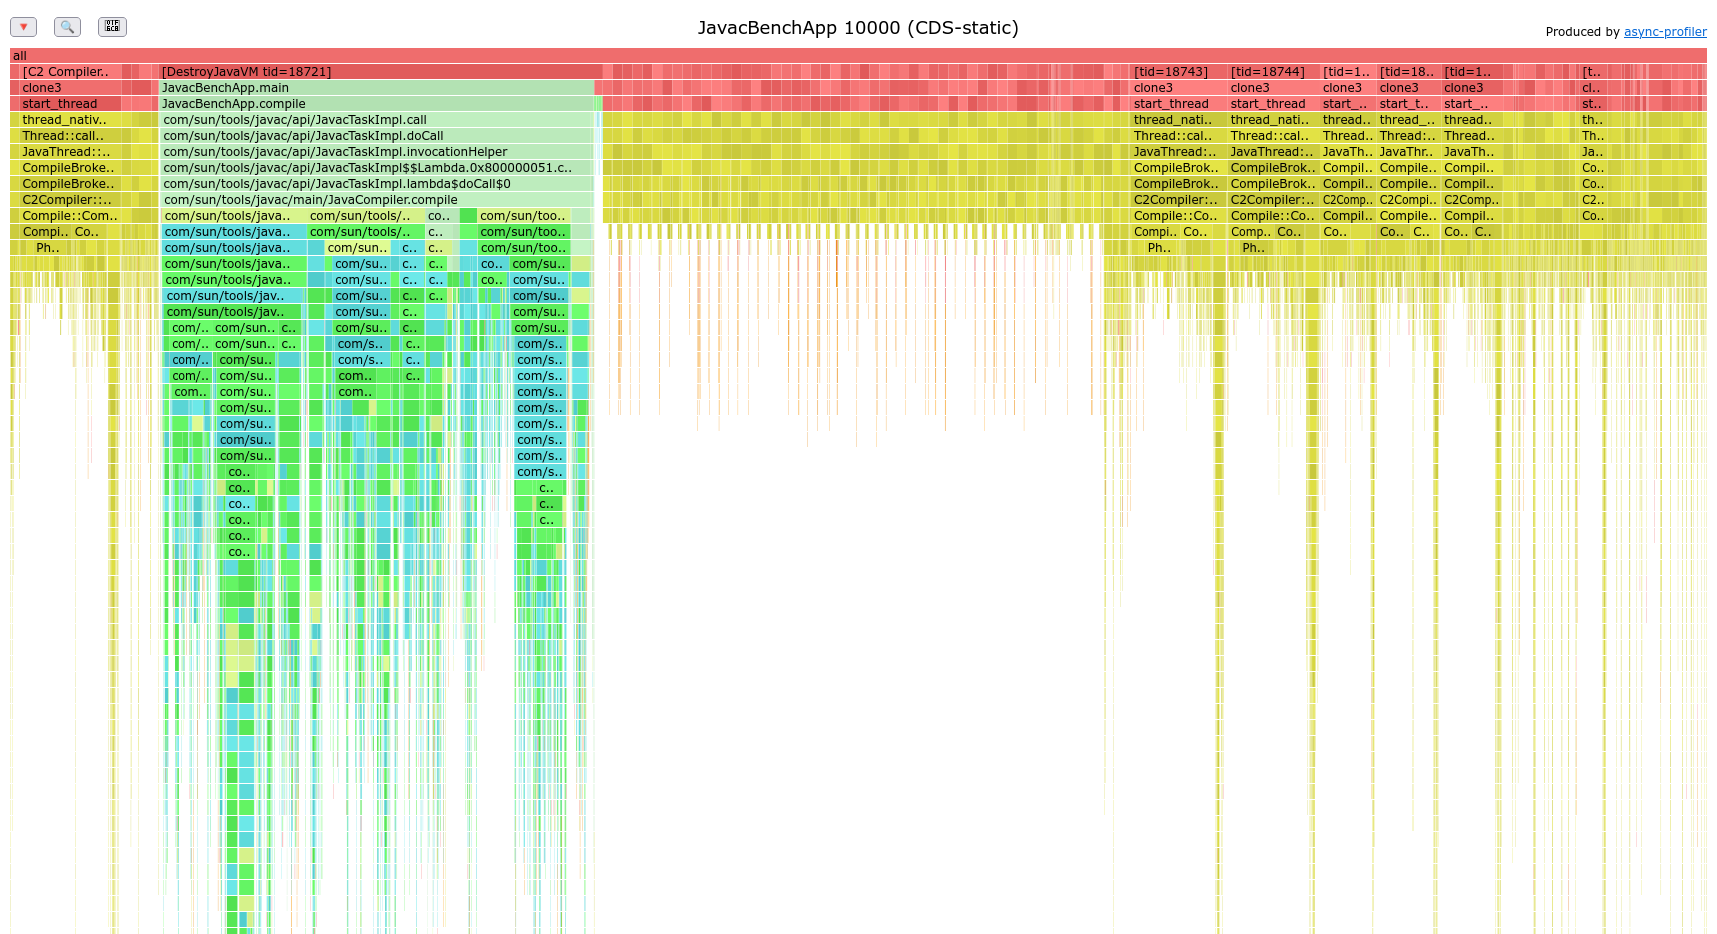 JavacBenchApp 10000 (CDS-static)
Produced by async-profiler
all
[C2 Compiler.. [DestroyJavaVM tid=18721] [tid=18743] [tid=18744] [tid=1.. [tid=18.. [tid=1.. [t..
clone3 JavacBenchApp.main clone3 clone3 clone3 clone3 clone3 cl..
start_thread JavacBenchApp.compile start_thread start_thread start_.. start_t.. start_.. st..
thread_nativ.. com/sun/tools/javac/api/JavacTaskImpl.call thread_nati.. thread_nati.. thread.. thread_.. thread.. th..
Thread::call.. com/sun/tools/javac/api/JavacTaskImpl.doCall Thread::cal.. Thread::cal.. Thread.. Thread:.. Thread.. Th..
JavaThread::.. com/sun/tools/javac/api/JavacTaskImpl.invocationHelper JavaThread:.. JavaThread:.. JavaTh.. JavaThr.. JavaTh.. Ja..
CompileBroke.. com/sun/tools/javac/api/JavacTaskImpl$$Lambda.0x800000051.c.. CompileBrok.. CompileBrok.. Compil.. Compile.. Compil.. Co..
CompileBroke.. com/sun/tools/javac/api/JavacTaskImpl.lambda$doCall$0 CompileBrok.. CompileBrok.. Compil.. Compile.. Compil.. Co..
C2Compiler::.. com/sun/tools/javac/main/JavaCompiler.compile C2Compiler:.. C2Compiler:.. C2Comp.. C2Compi.. C2Comp.. C2..
Compile::Com.. com/sun/tools/java.. com/sun/tools/.. co.. com/sun/too.. Compile::Co.. Compile::Co.. Compil.. Compile.. Compil.. Co..
Compi.. Co.. com/sun/tools/java.. com/sun/tools/.. c.. com/sun/too.. Compi.. Co.. Comp.. Co.. Co.. Co.. C.. Co.. C..
Ph.. com/sun/tools/java.. com/sun.. c.. c.. com/sun/too.. Ph.. Ph..
com/sun/tools/java.. com/su.. c.. c.. co.. com/su..
com/sun/tools/java.. com/su.. c.. c.. co.. com/su..
com/sun/tools/jav.. com/su.. c.. c.. com/su..
com/sun/tools/jav.. com/su.. c.. com/su..
com/.. com/sun.. c.. com/su.. c.. com/su..
com/.. com/sun.. c.. com/s.. c.. com/s..
com/.. com/su.. com/s.. c.. com/s..
com/.. com/su.. com.. c.. com/s..
com.. com/su.. com.. com/s..
com/su.. com/s..
com/su.. com/s..
com/su.. com/s..
com/su.. com/s..
co.. com/s..
co.. c..
co.. c..
co.. c..
co..
co..